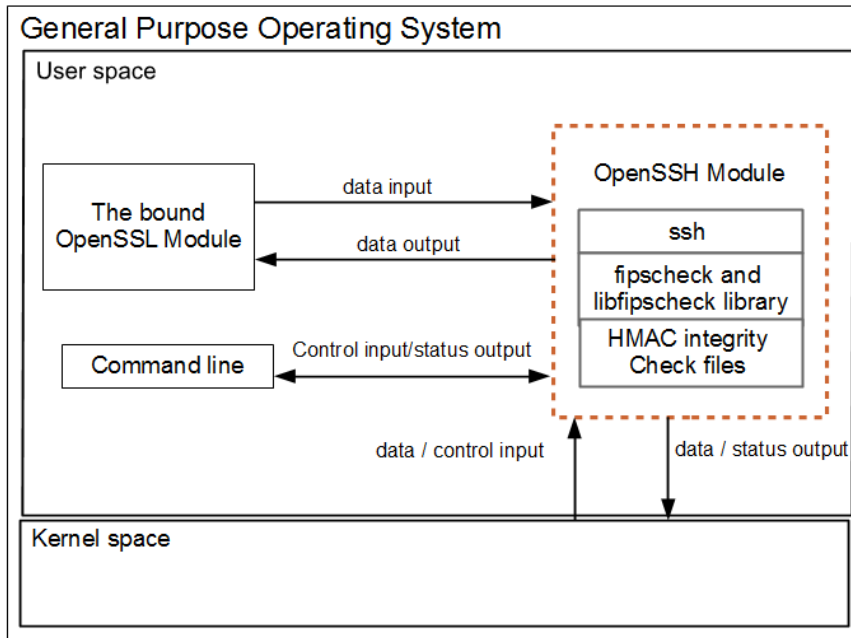 General Purpose Operating System
User space
The bound
OpenSSL Module
data input
data output
OpenSSH Module
ssh
fipscheck and
libfipscheck library
HMAC integrity
Check files
Command line
Control input/status output
data / control input
data / status output
Kernel space